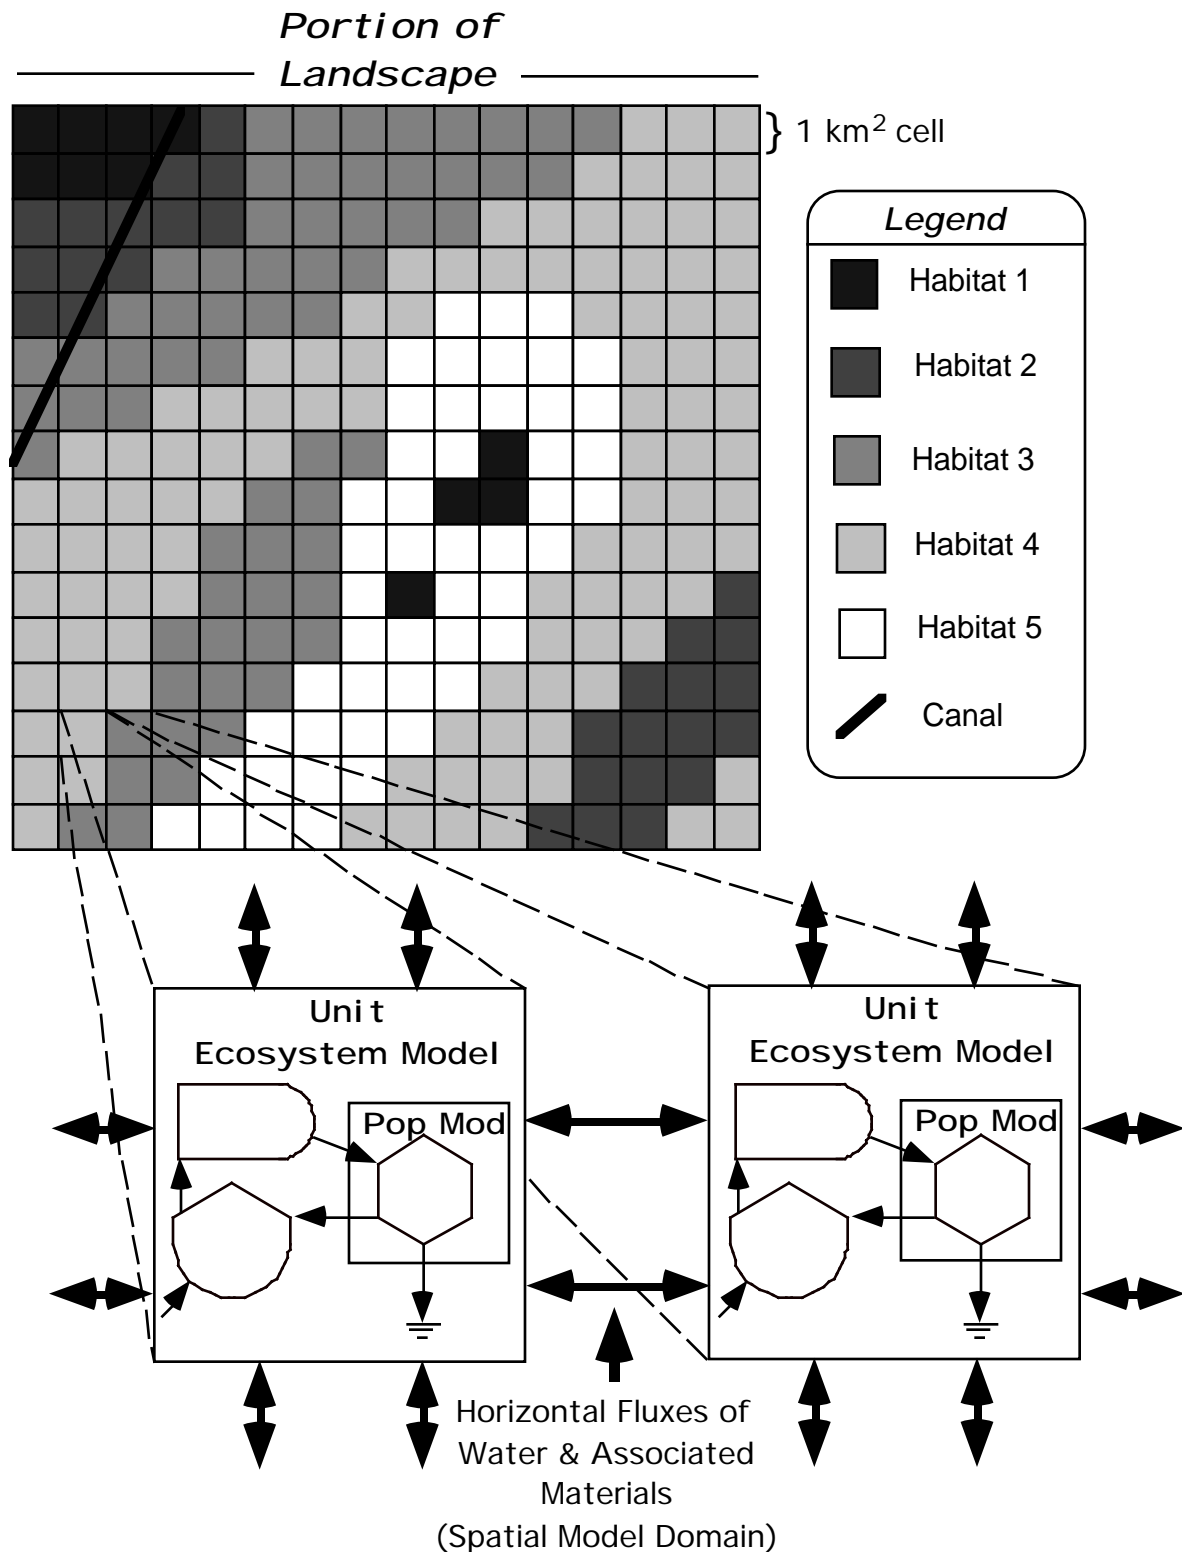 Portion of
Landscape
1 km² cell
Legend
Habitat 1
Habitat 2
Habitat 3
Habitat 4
Habitat 5
Canal
Unit
Ecosystem Model
Pop Mod
Unit
Ecosystem Model
Pop Mod
Horizontal Fluxes of
Water & Associated
Materials
(Spatial Model Domain)